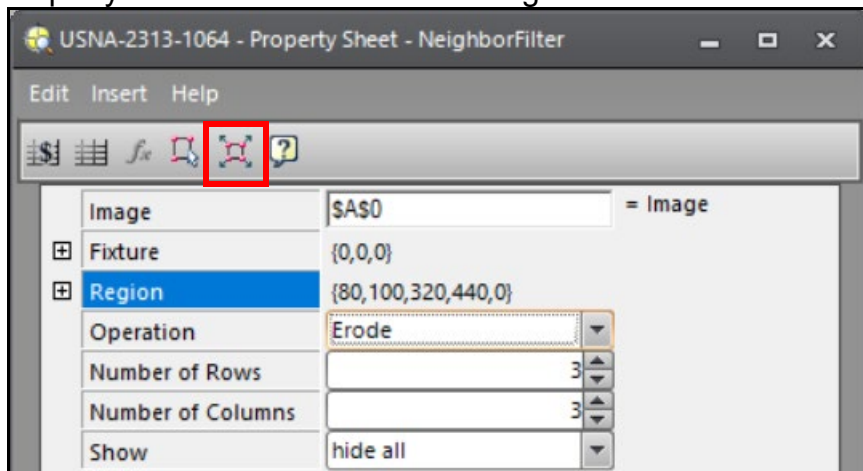 USNA-2313-1064 - Property Sheet - NeighborFilter
Edit Insert Help
$ fx ?
Image $A$0 = Image
Fixture {0,0,0}
Region {80,100,320,440,0}
Operation Erode
Number of Rows 3
Number of Columns 3
Show hide all